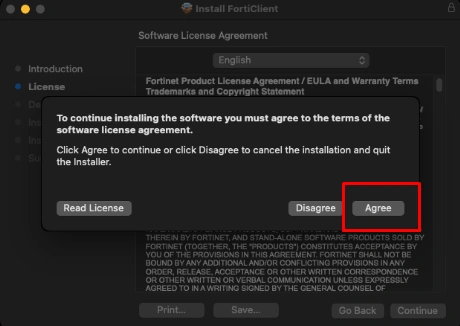 Install FortiClient
Software License Agreement
English
Introduction
License
Fortinet Product License Agreement / EULA and Warranty Terms
Trademarks and Copyright Statement
To continue installing the software you must agree to the terms of the
software license agreement.
Click Agree to continue or click Disagree to cancel the installation and quit
the Installer.
Read License
Disagree
Agree
THEREIN BY FORTINET, AND STAND-ALONE SOFTWARE PRODUCTS SOLD BY
FORTINET (TOGETHER, THE "PRODUCTS") CONSTITUTES ACCEPTANCE BY
YOU OF THE PROVISIONS IN THIS AGREEMENT. FORTINET SHALL NOT BE
BOUND BY ANY ADDITIONAL AND/OR CONFLICTING PROVISIONS IN ANY
ORDER, RELEASE, ACCEPTANCE OR OTHER WRITTEN CORRESPONDENCE
OR OTHER WRITTEN OR VERBAL COMMUNICATION UNLESS EXPRESSLY
AGREED TO IN A WRITING SIGNED BY THE GENERAL COUNSEL OF
Print...
Save...
Go Back
Continue